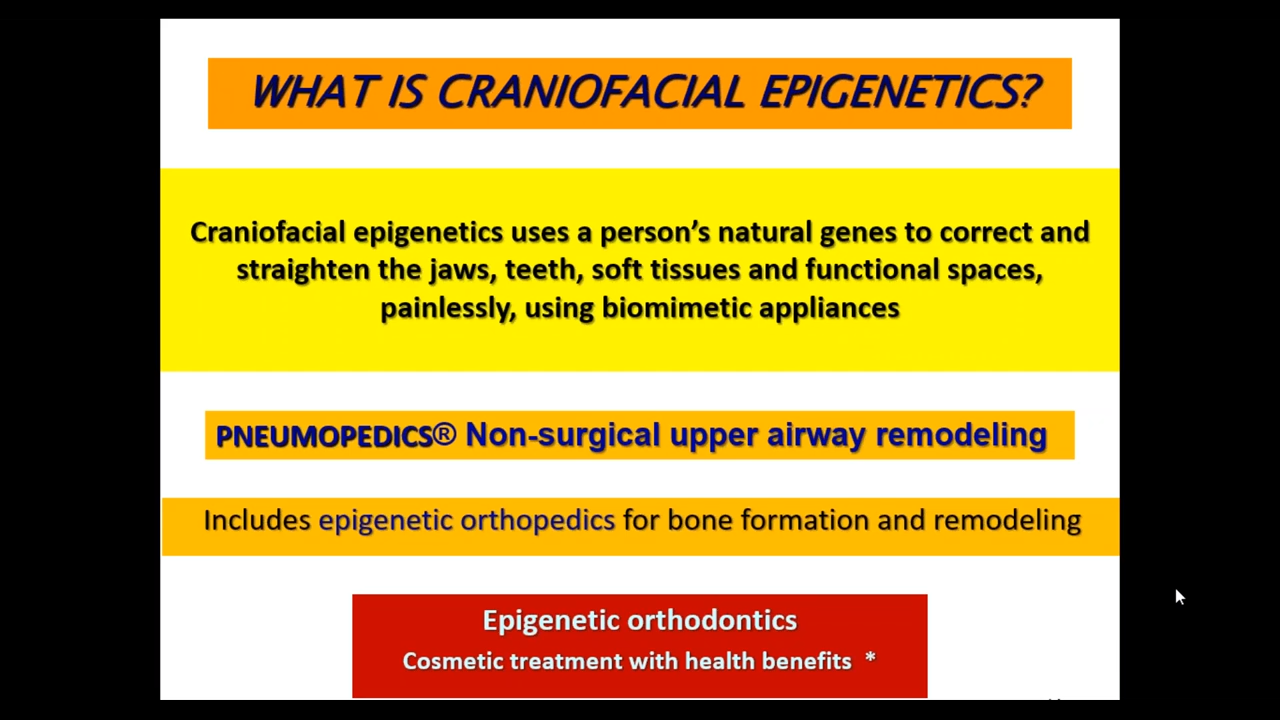 WHAT IS CRANIOFACIAL EPIGENETICS?
Craniofacial epigenetics uses a person’s natural genes to correct and
straighten the jaws, teeth, soft tissues and functional spaces,
painlessly, using biomimetic appliances
PNEUMOPEDICS® Non-surgical upper airway remodeling
Includes epigenetic orthopedics for bone formation and remodeling
Epigenetic orthodontics
Cosmetic treatment with health benefits *